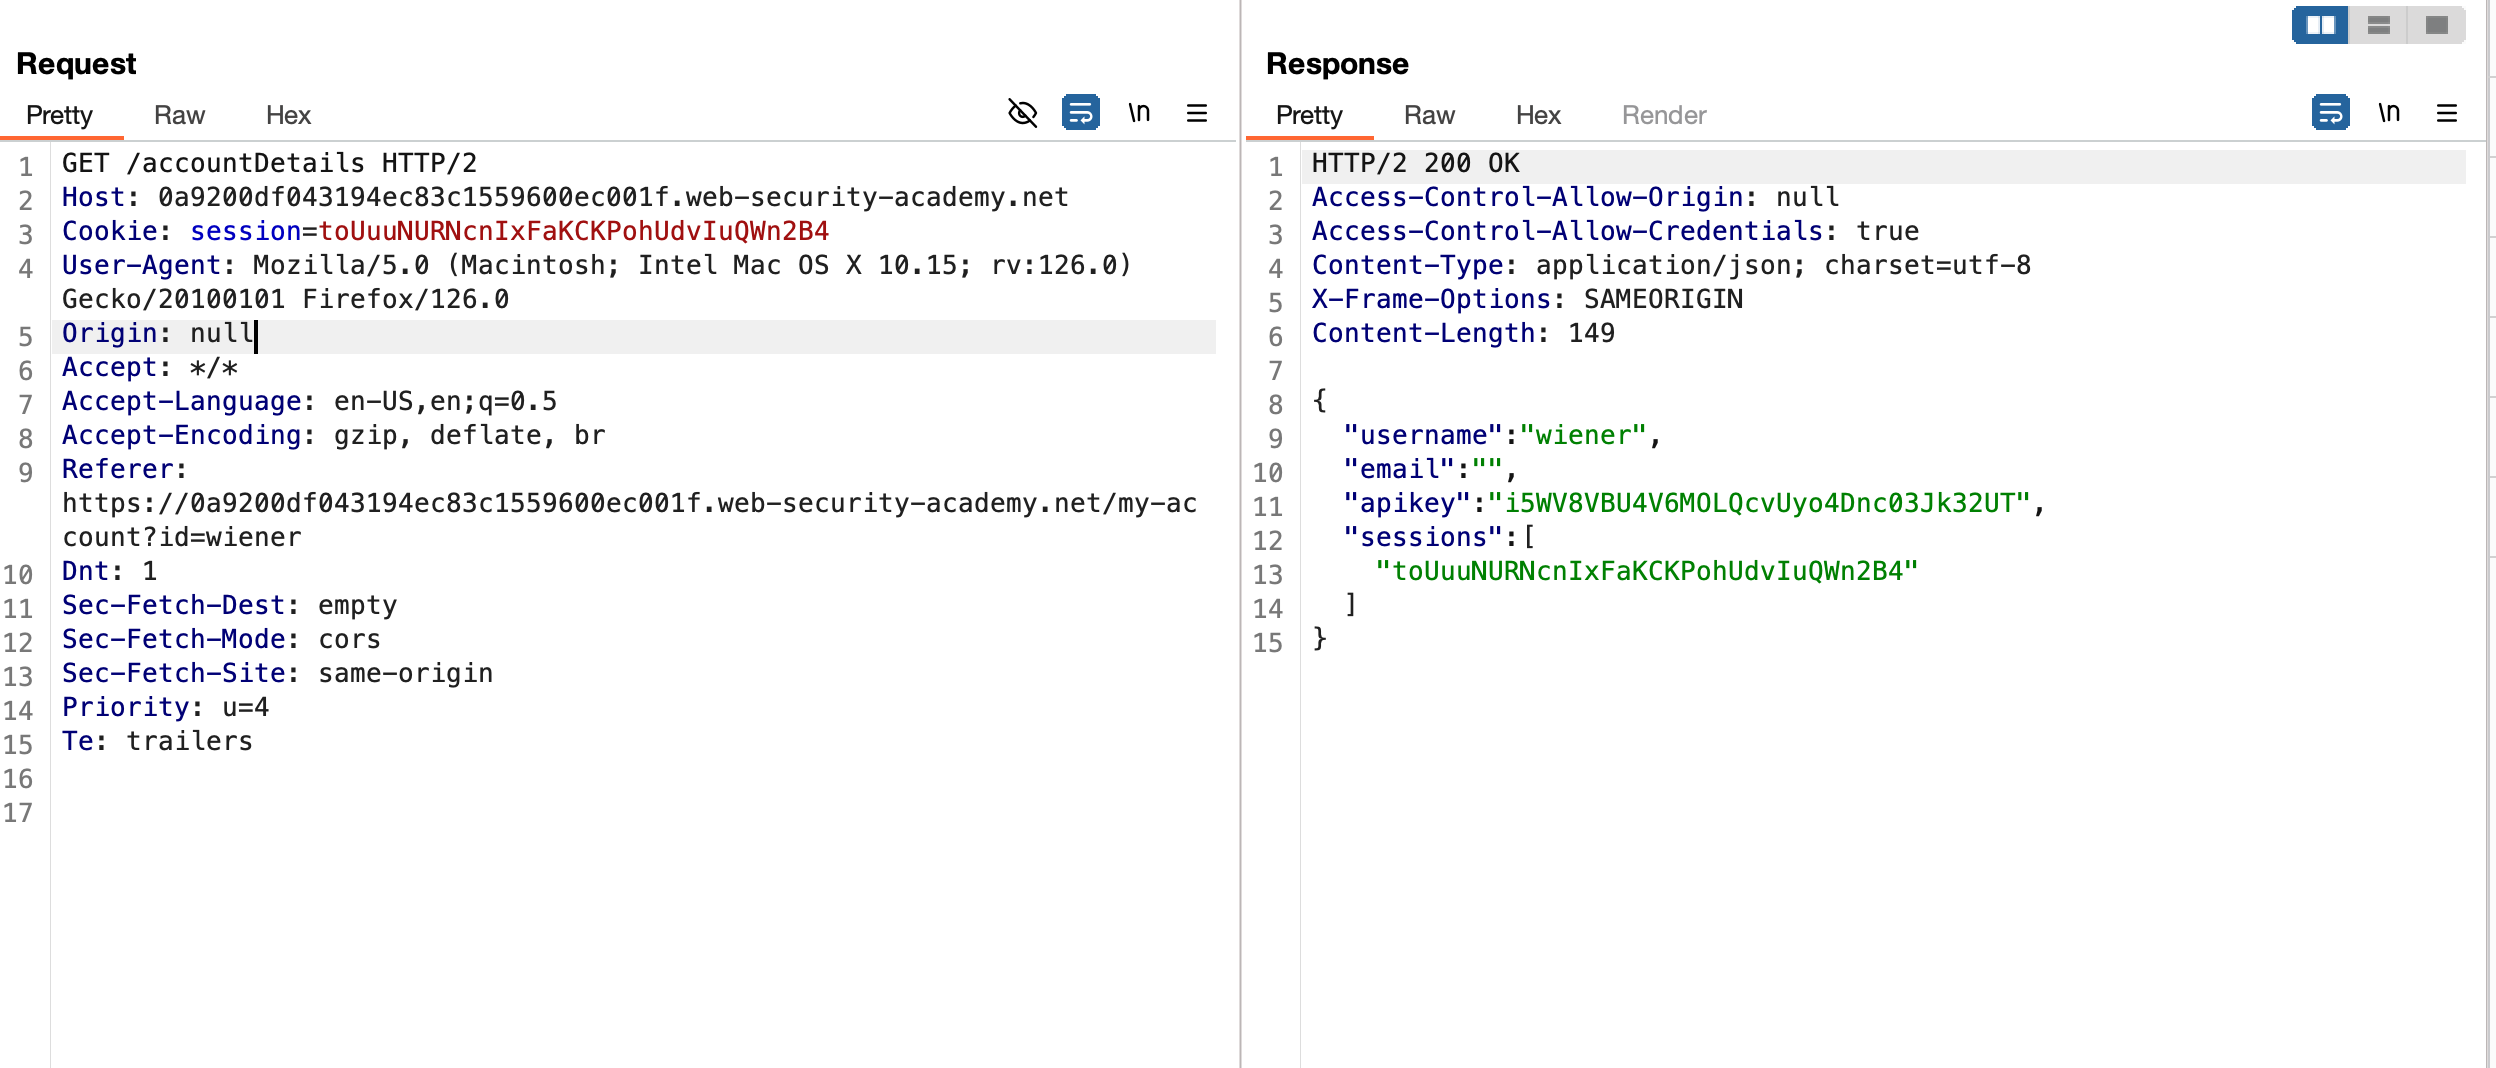 Request
Pretty Raw Hex \n
1 GET /accountDetails HTTP/2
2 Host: 0a9200df043194ec83c1559600ec001f.web-security-academy.net
3 Cookie: session=toUuuNURNcnIxFaKCKPohUdvIuQWn2B4
4 User-Agent: Mozilla/5.0 (Macintosh; Intel Mac OS X 10.15; rv:126.0)
Gecko/20100101 Firefox/126.0
5 Origin: null
6 Accept: */*
7 Accept-Language: en-US,en;q=0.5
8 Accept-Encoding: gzip, deflate, br
9 Referer:
https://0a9200df043194ec83c1559600ec001f.web-security-academy.net/my-ac
count?id=wiener
10 Dnt: 1
11 Sec-Fetch-Dest: empty
12 Sec-Fetch-Mode: cors
13 Sec-Fetch-Site: same-origin
14 Priority: u=4
15 Te: trailers
16
17
Response
Pretty Raw Hex Render \n
1 HTTP/2 200 OK
2 Access-Control-Allow-Origin: null
3 Access-Control-Allow-Credentials: true
4 Content-Type: application/json; charset=utf-8
5 X-Frame-Options: SAMEORIGIN
6 Content-Length: 149
7
8 {
9 "username":"wiener",
10 "email":"",
11 "apikey":"i5WV8VBU4V6MOLQcvUyo4Dnc03Jk32UT",
12 "sessions":[
13 "toUuuNURNcnIxFaKCKPohUdvIuQWn2B4"
14 ]
15 }